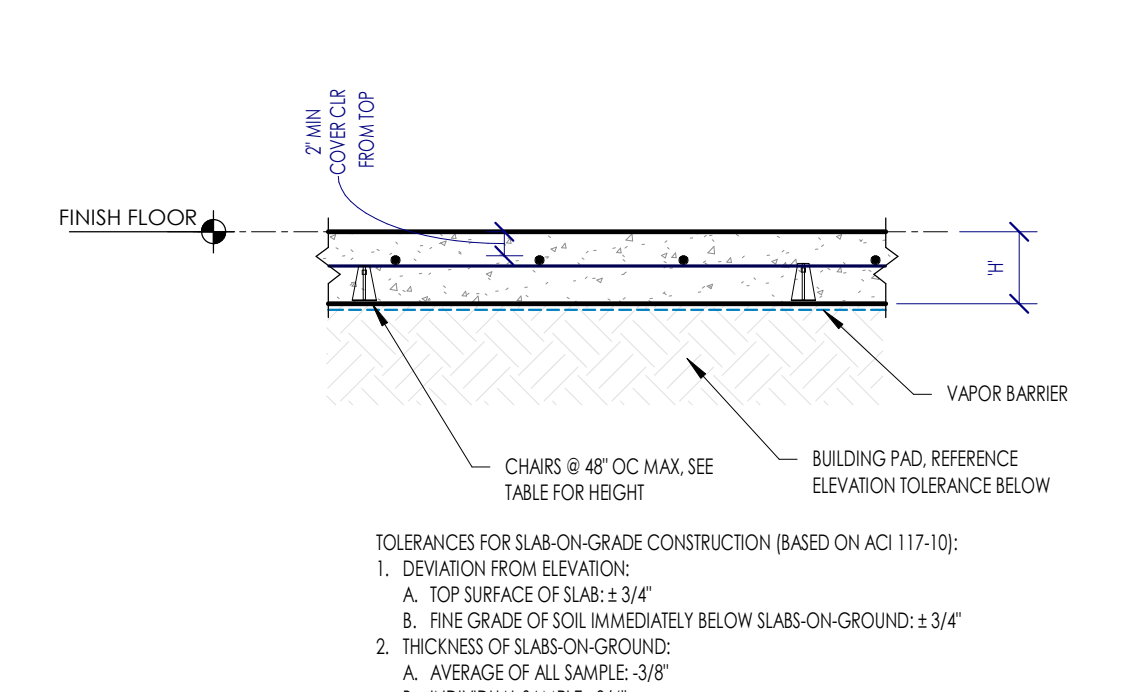 2" MIN
COVER CLR
FROM TOP
FINISH FLOOR
'H'
VAPOR BARRIER
CHAIRS @ 48" OC MAX, SEE
TABLE FOR HEIGHT
BUILDING PAD, REFERENCE
ELEVATION TOLERANCE BELOW
TOLERANCES FOR SLAB-ON-GRADE CONSTRUCTION (BASED ON ACI 117-10):
1. DEVIATION FROM ELEVATION:
A. TOP SURFACE OF SLAB: ± 3/4"
B. FINE GRADE OF SOIL IMMEDIATELY BELOW SLABS-ON-GROUND: ± 3/4"
2. THICKNESS OF SLABS-ON-GROUND:
A. AVERAGE OF ALL SAMPLE: -3/8"